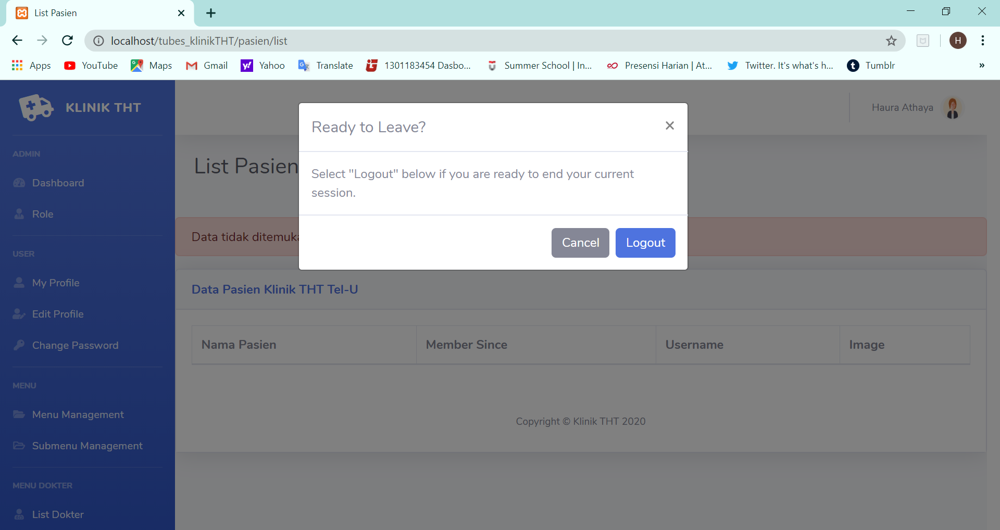 List Pasien
localhost/tubes_klinikTHT/pasien/list
H
Apps
YouTube
Maps
Gmail
Yahoo
Translate
1301183454 Dasbo...
Summer School | In...
Presensi Harian | At...
Twitter. It's what's h...
Tumblr
»
KLINIK THT
Haura Athaya
ADMIN
Dashboard
Role
USER
My Profile
Edit Profile
Change Password
MENU
Menu Management
Submenu Management
MENU DOKTER
List Dokter
List Pasien
Ready to Leave?
×
Select "Logout" below if you are ready to end your current
session.
Cancel
Logout
Data tidak ditemuka
Data Pasien Klinik THT Tel-U
Nama Pasien
Member Since
Username
Image
Copyright © Klinik THT 2020